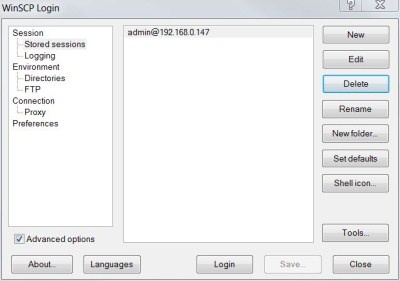 WinSCP Login
Session
Stored sessions
Logging
Environment
Directories
FTP
Connection
Proxy
Preferences
Advanced options
admin@192.168.0.147
New
Edit
Delete
Rename
New folder...
Set defaults
Shell icon...
Tools...
About...
Languages
Login
Save...
Close